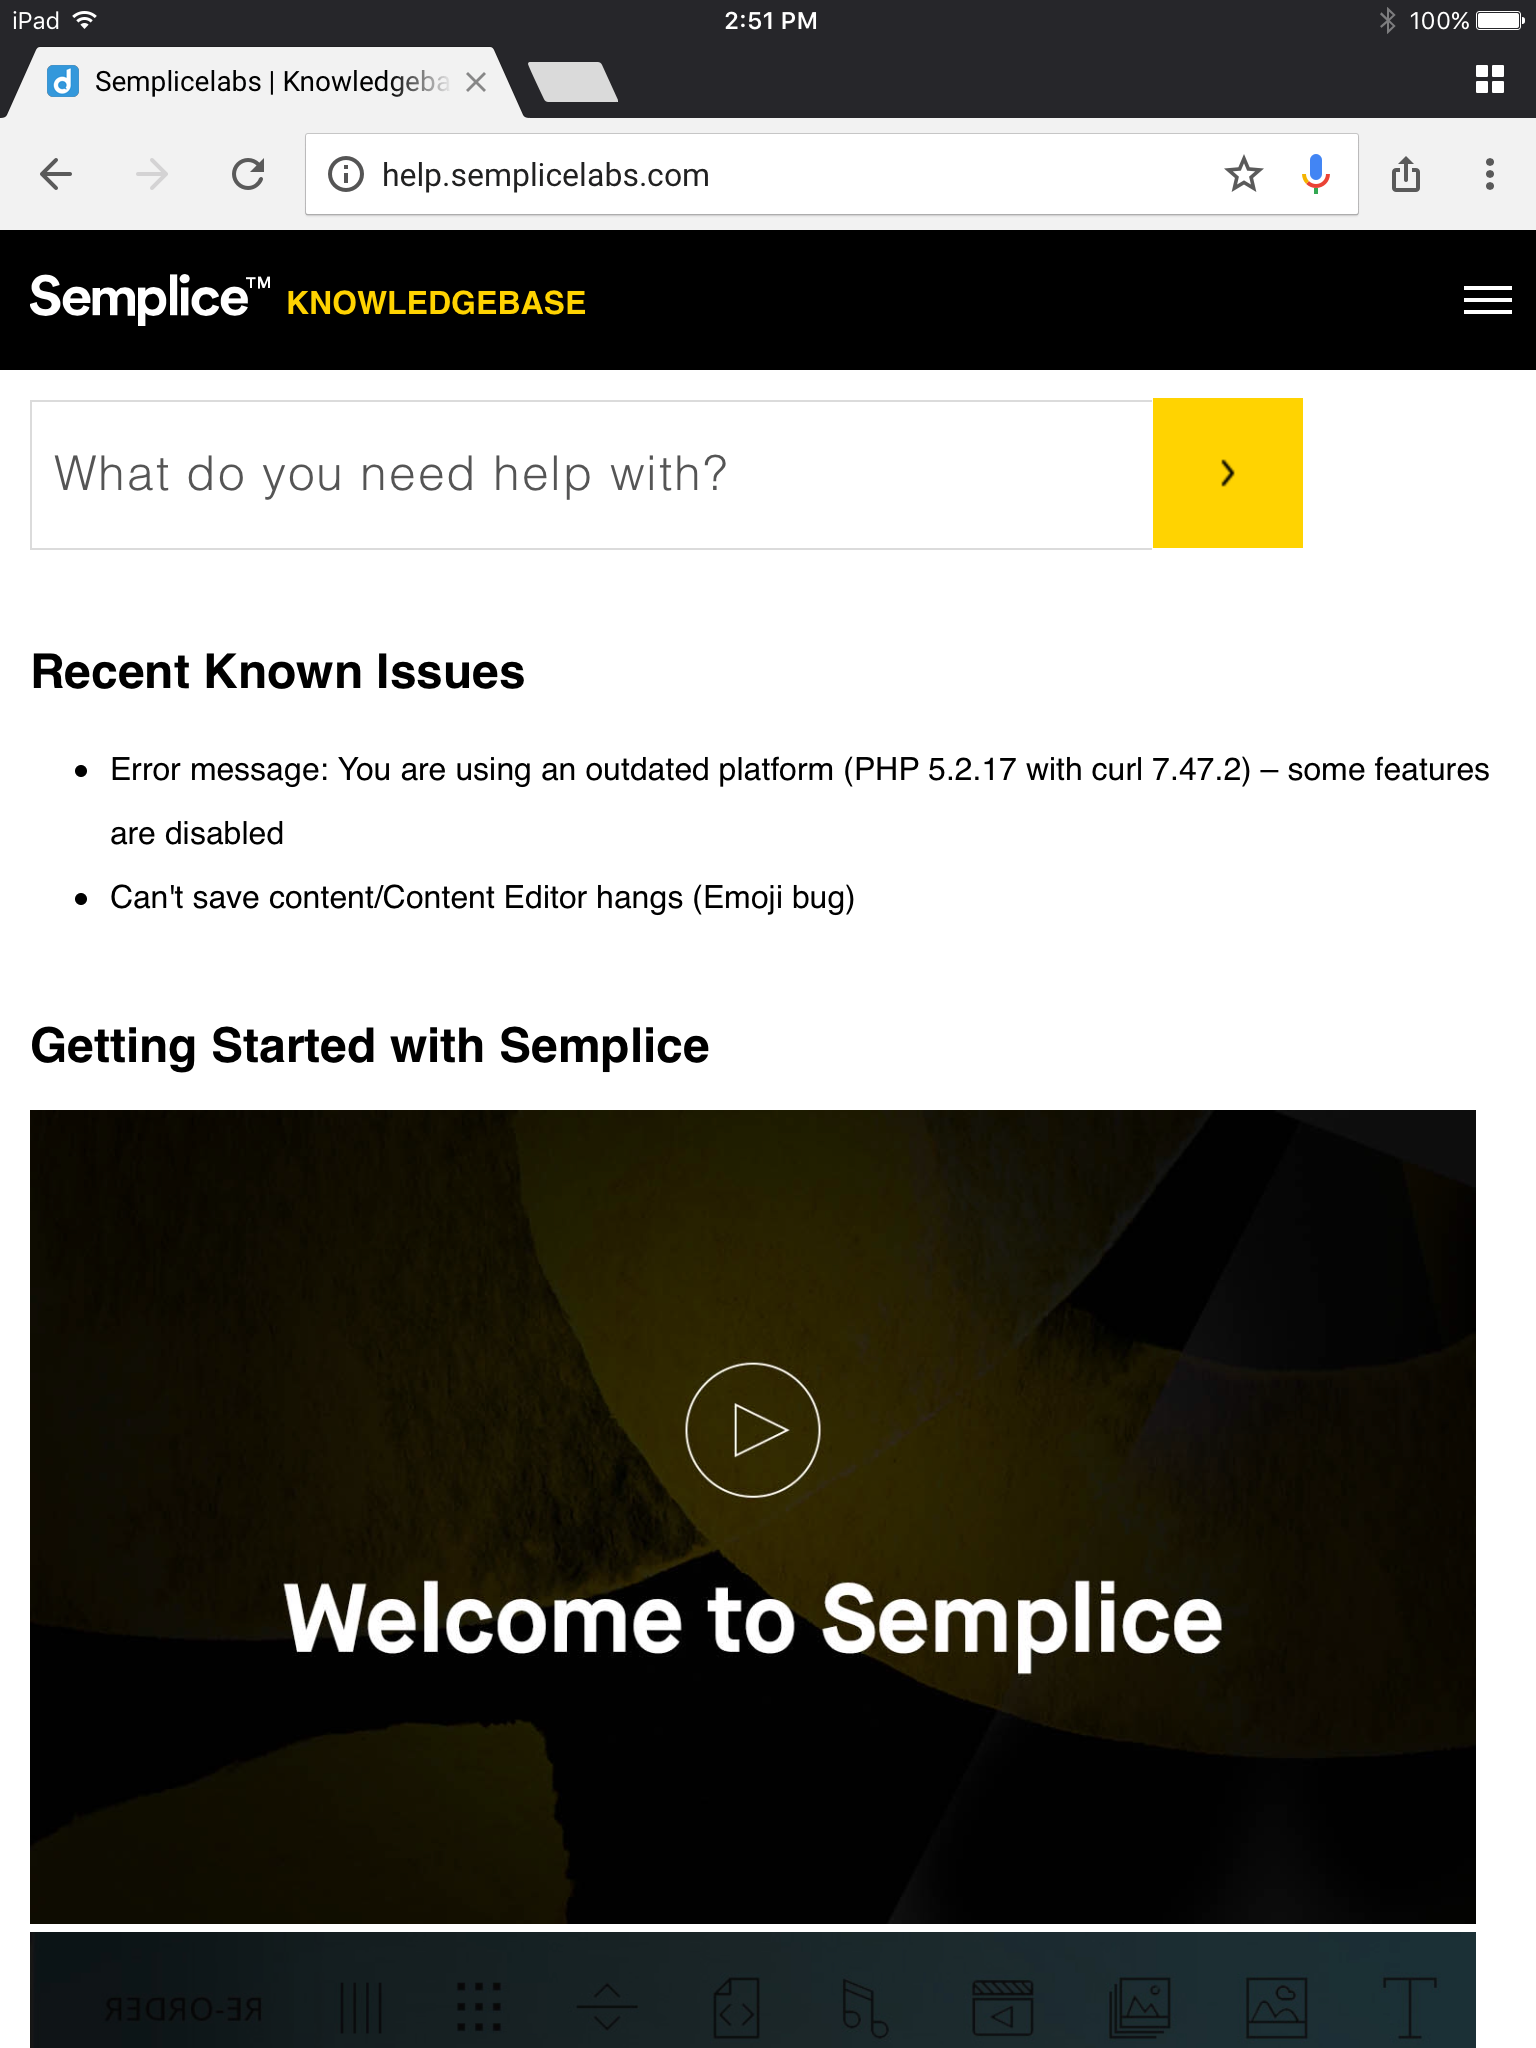 iPad 2:51 PM 100%
Semplicelabs | Knowledgeba
help.semplicelabs.com
Semplice™ KNOWLEDGEBASE
What do you need help with?
Recent Known Issues
• Error message: You are using an outdated platform (PHP 5.2.17 with curl 7.47.2) – some features
are disabled
• Can't save content/Content Editor hangs (Emoji bug)
Getting Started with Semplice
Welcome to Semplice
RE-ORDER